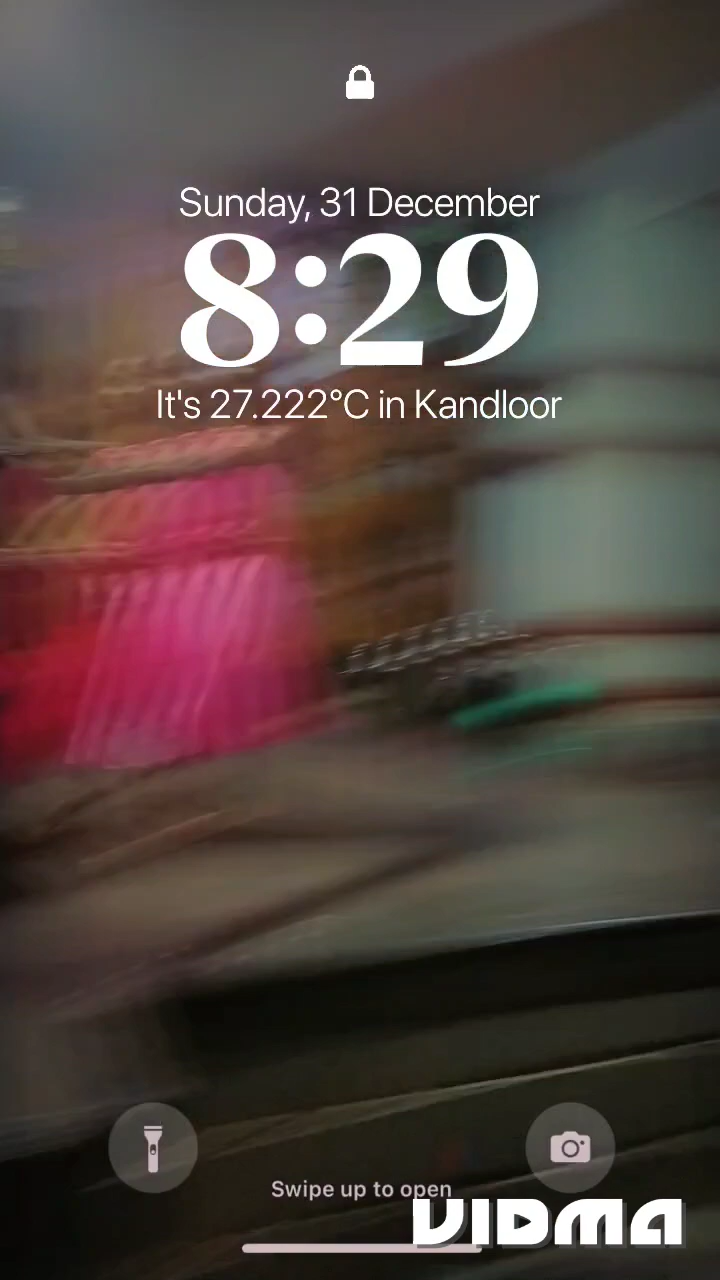 Sunday, 31 December
8:29
It's 27.222°C in Kandloor
Swipe up to open
VIDMA